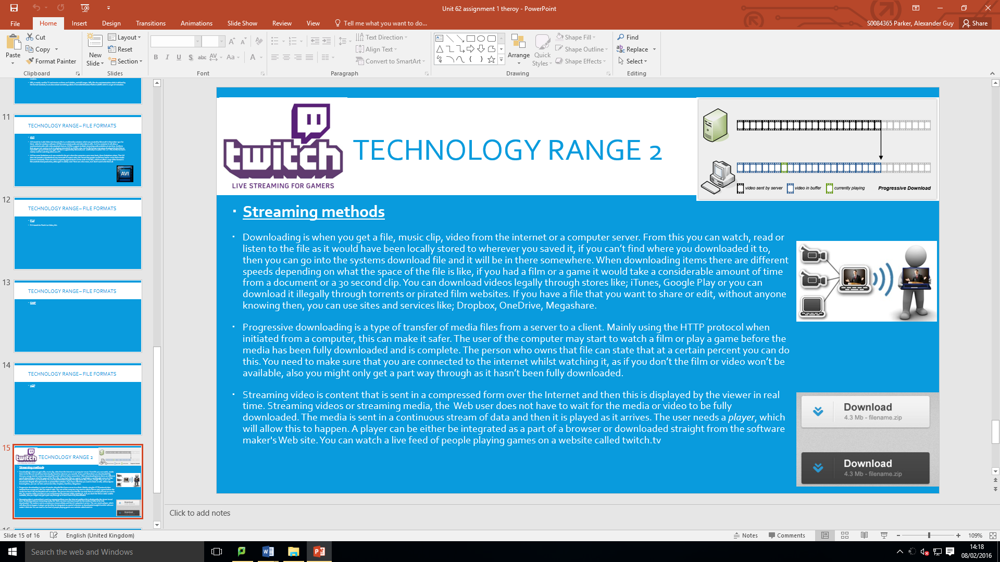 Unit 62 assignment 1 theroy - PowerPoint
File Home Insert Design Transitions Animations Slide Show Review View Tell me what you want to do...
S0084365 Parker, Alexander Guy Share
Paste
Cut
Copy
Format Painter
Clipboard
New
Slide
Layout
Reset
Section
Slides
B I U S abc AV Aa A
Font
Text Direction
Align Text
Convert to SmartArt
Paragraph
Arrange
Quick
Styles
Shape Fill
Shape Outline
Shape Effects
Drawing
Find
Replace
Select
Editing
11
TECHNOLOGY RANGE– FILE FORMATS
AVI
AVI
12
TECHNOLOGY RANGE– FILE FORMATS
FLV
13
TECHNOLOGY RANGE– FILE FORMATS
SWF
14
TECHNOLOGY RANGE– FILE FORMATS
3GP
15
TECHNOLOGY RANGE 2
Streaming methods
twitch
LIVE STREAMING FOR GAMERS
TECHNOLOGY RANGE 2
video sent by server video in buffer currently playing Progressive Download
Streaming methods
Downloading is when you get a file, music clip, video from the internet or a computer server. From this you can watch, read or
listen to the file as it would have been locally stored to wherever you saved it, if you can’t find where you downloaded it to,
then you can go into the systems download file and it will be in there somewhere. When downloading items there are different
speeds depending on what the space of the file is like, if you had a film or a game it would take a considerable amount of time
from a document or a 30 second clip. You can download videos legally through stores like; iTunes, Google Play or you can
download it illegally through torrents or pirated film websites. If you have a file that you want to share or edit, without anyone
knowing then, you can use sites and services like; Dropbox, OneDrive, Megashare.
Progressive downloading is a type of transfer of media files from a server to a client. Mainly using the HTTP protocol when
initiated from a computer, this can make it safer. The user of the computer may start to watch a film or play a game before the
media has been fully downloaded and is complete. The person who owns that file can state that at a certain percent you can do
this. You need to make sure that you are connected to the internet whilst watching it, as if you don’t the film or video won’t be
available, also you might only get a part way through as it hasn’t been fully downloaded.
Streaming video is content that is sent in a compressed form over the Internet and then this is displayed by the viewer in real
time. Streaming videos or streaming media, the Web user does not have to wait for the media or video to be fully
downloaded. The media is sent in a continuous stream of data and then it is played as it arrives. The user needs a player, which
will allow this to happen. A player can be either be integrated as a part of a browser or downloaded straight from the software
maker's Web site. You can watch a live feed of people playing games on a website called twitch.tv
Download
4.3 Mb - filename.zip
Download
4.3 Mb - filename.zip
Click to add notes
Slide 15 of 16 English (United Kingdom) Notes Comments 109%
Search the web and Windows
14:18
08/02/2016